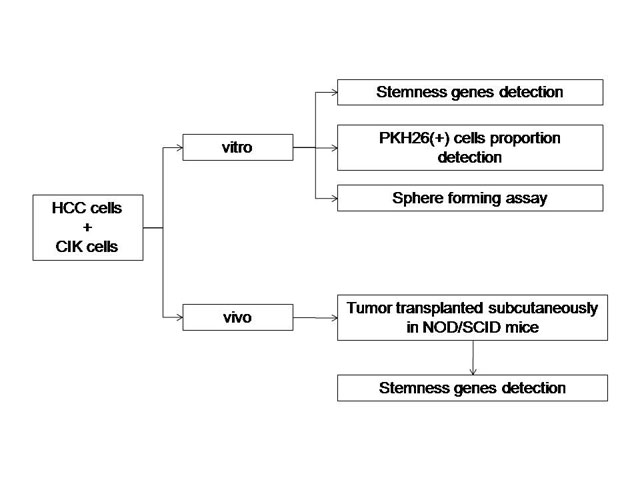 Stemness genes detection
vitro
PKH26(+) cells proportion
detection
HCC cells
+
CIK cells
Sphere forming assay
vivo
Tumor transplanted subcutaneously
in NOD/SCID mice
Stemness genes detection